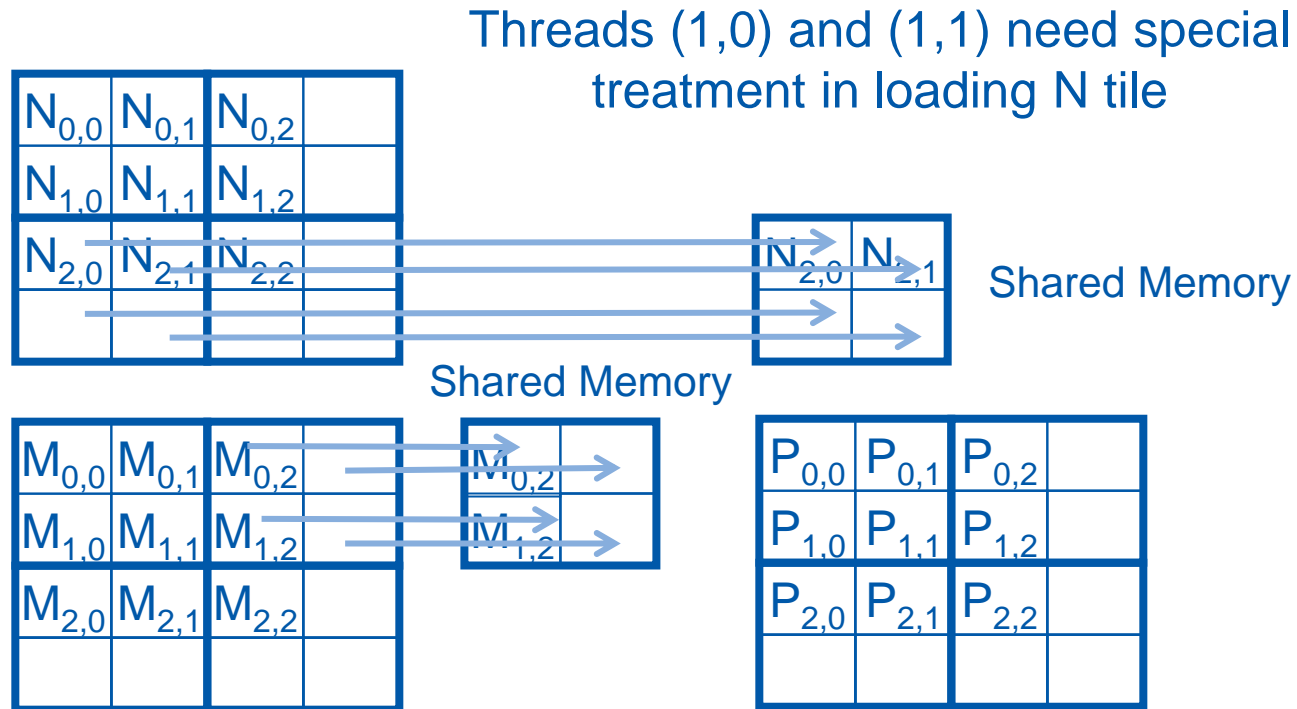 Threads (1,0) and (1,1) need special
treatment in loading N tile
N0,0 N0,1 N0,2
N1,0 N1,1 N1,2
N2,0 N2,1 N2,2
N2,0 N2,1
Shared Memory
Shared Memory
M0,0 M0,1 M0,2
M1,0 M1,1 M1,2
M2,0 M2,1 M2,2
M0,2
M1,2
P0,0 P0,1 P0,2
P1,0 P1,1 P1,2
P2,0 P2,1 P2,2